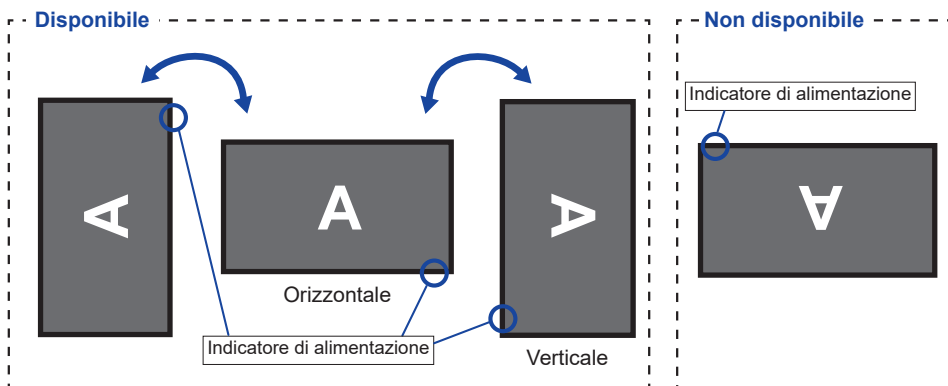 Disponibile
Non disponibile
Indicatore di alimentazione
A
A
A
A
Orizzontale
Indicatore di alimentazione
Verticale